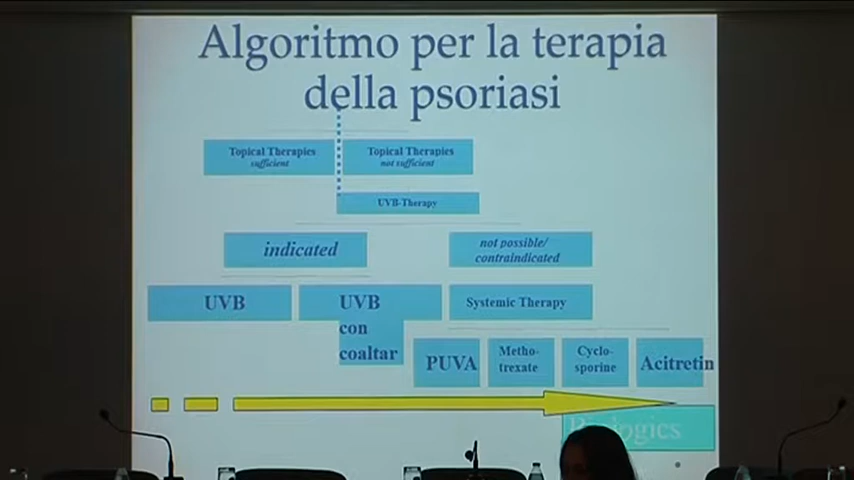 Algoritmo per la terapia
della psoriasi
Topical Therapies
sufficient
Topical Therapies
not sufficient
UVB-Therapy
indicated
not possible/
contraindicated
UVB
UVB
con
coaltar
Systemic Therapy
PUVA
Metho-
trexate
Cyclo-
sporine
Acitretin